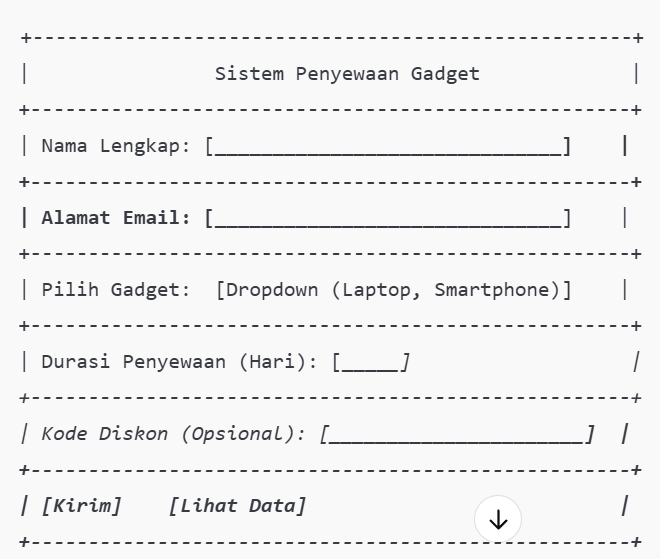 +----------------------------------------------------+
|                Sistem Penyewaan Gadget             |
+----------------------------------------------------+
| Nama Lengkap: [______________________________]    |
+----------------------------------------------------+
| Alamat Email: [______________________________]    |
+----------------------------------------------------+
| Pilih Gadget:  [Dropdown (Laptop, Smartphone)]    |
+----------------------------------------------------+
| Durasi Penyewaan (Hari): [_____]                   |
+----------------------------------------------------+
| Kode Diskon (Opsional): [______________________]  |
+----------------------------------------------------+
| [Kirim]    [Lihat Data]                           |
+----------------------------------------------------+